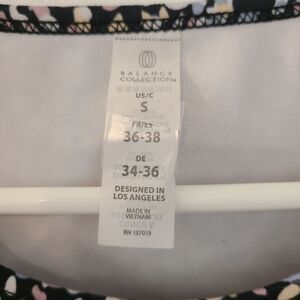 BALANCE
COLLECTION®
US/C
S
FR/ES
36-38
DE
34-36
DESIGNED IN
LOS ANGELES
MADE IN
VIETNAM
RN 137013